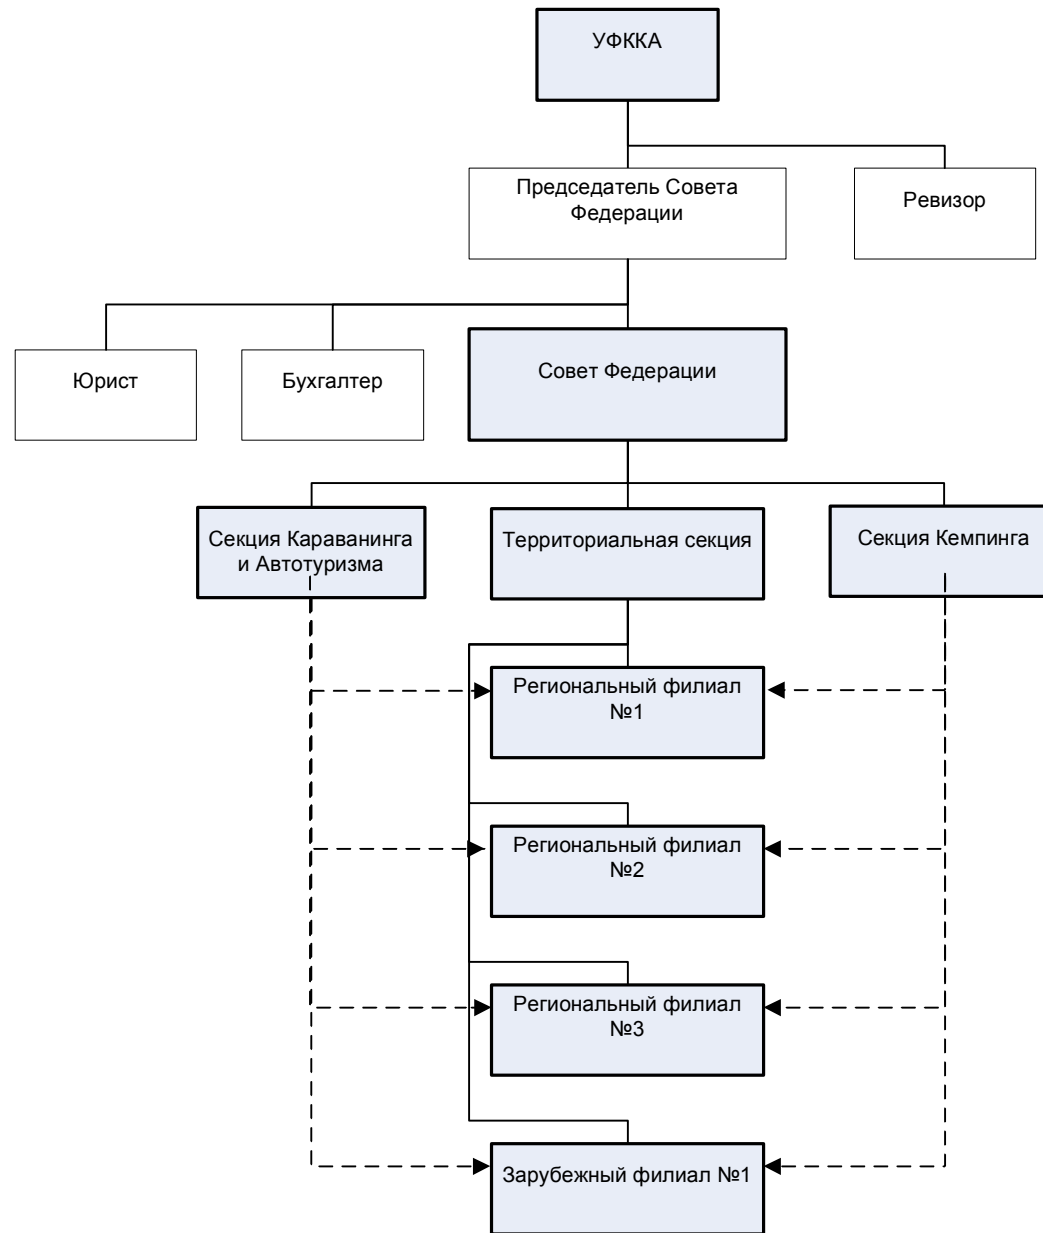 УФККА
Председатель Совета
Федерации
Ревизор
Юрист
Бухгалтер
Совет Федерации
Секция Караванинга
и Автотуризма
Территориальная секция
Секция Кемпинга
Региональный филиал
№1
Региональный филиал
№2
Региональный филиал
№3
Зарубежный филиал №1